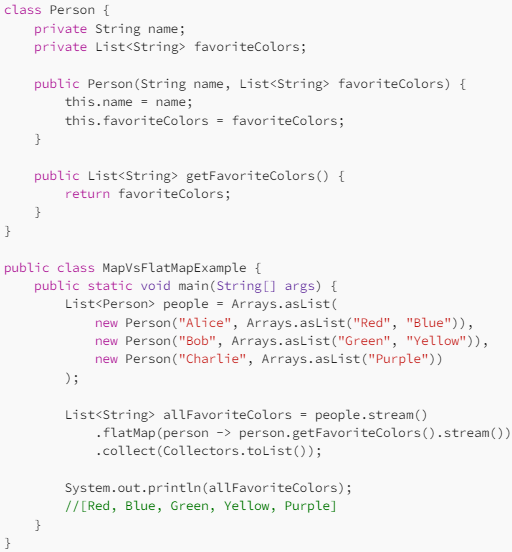 class Person {
    private String name;
    private List<String> favoriteColors;

    public Person(String name, List<String> favoriteColors) {
        this.name = name;
        this.favoriteColors = favoriteColors;
    }

    public List<String> getFavoriteColors() {
        return favoriteColors;
    }
}

public class MapVsFlatMapExample {
    public static void main(String[] args) {
        List<Person> people = Arrays.asList(
            new Person("Alice", Arrays.asList("Red", "Blue")),
            new Person("Bob", Arrays.asList("Green", "Yellow")),
            new Person("Charlie", Arrays.asList("Purple"))
        );

        List<String> allFavoriteColors = people.stream()
            .flatMap(person -> person.getFavoriteColors().stream())
            .collect(Collectors.toList());

        System.out.println(allFavoriteColors);
        //[Red, Blue, Green, Yellow, Purple]
    }
}